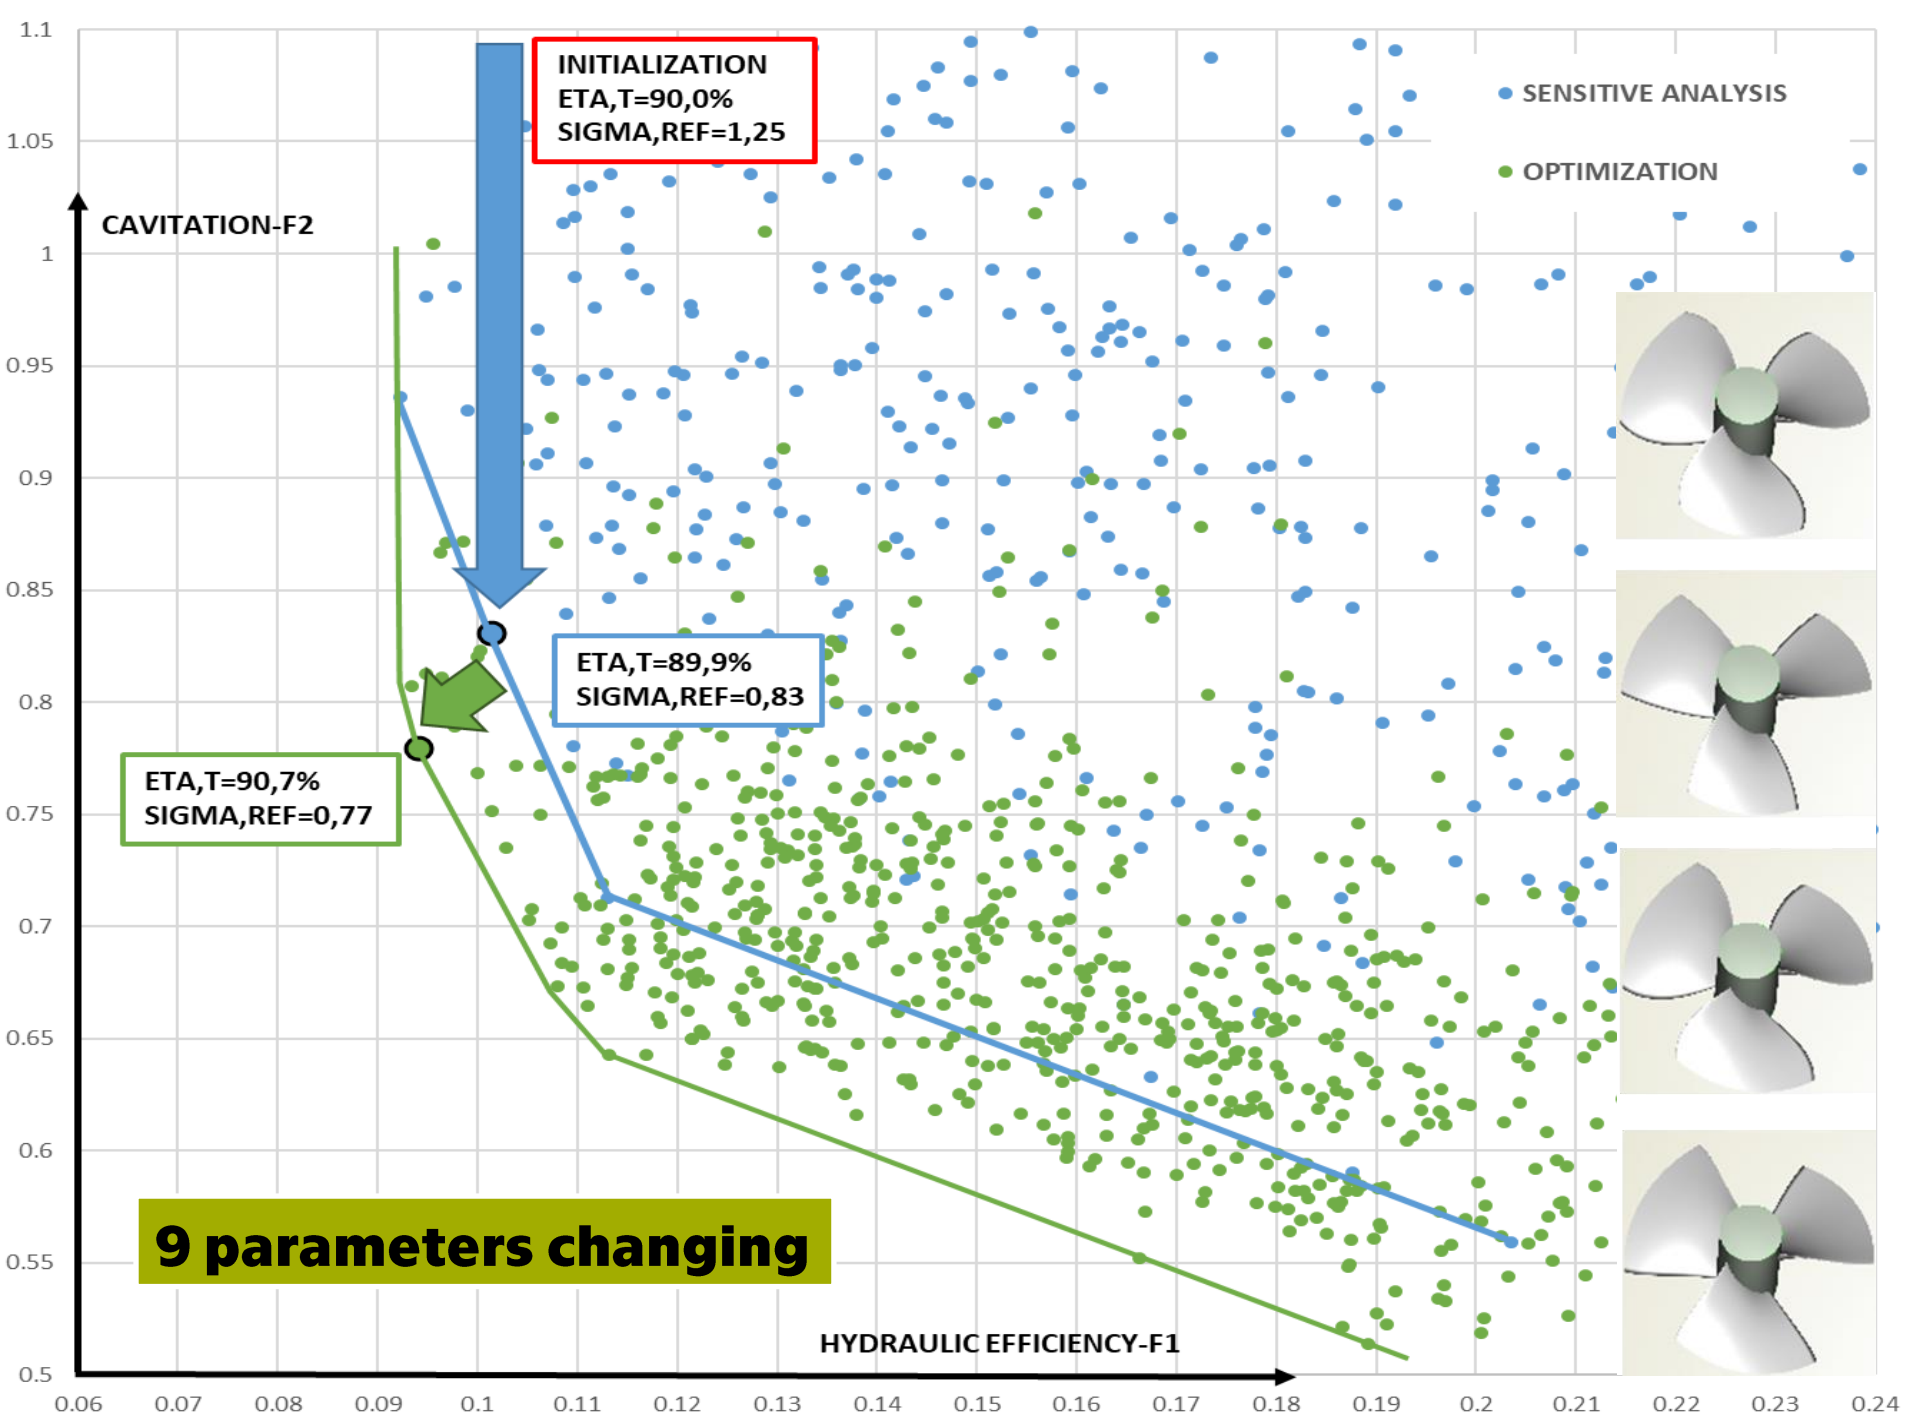 1.1
INITIALIZATION
ETA,T=90,0%
SIGMA,REF=1,25
SENSITIVE ANALYSIS
1.05
OPTIMIZATION
CAVITATION-F2
1
0.95
0.9
0.85
ETA,T=89,9%
SIGMA,REF=0,83
0.8
ETA,T=90,7%
SIGMA,REF=0,77
0.75
0.7
0.65
0.6
9 parameters changing
0.55
HYDRAULIC EFFICIENCY-F1
0.5
0.06 0.07 0.08 0.09 0.1 0.11 0.12 0.13 0.14 0.15 0.16 0.17 0.18 0.19 0.2 0.21 0.22 0.23 0.24